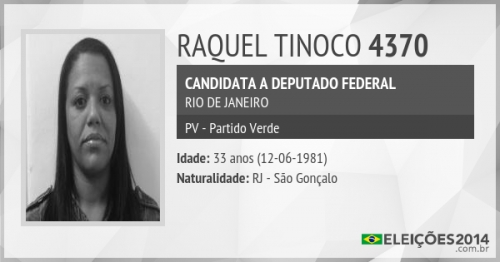 RAQUEL TINOCO 4370
CANDIDATA A DEPUTADO FEDERAL
RIO DE JANEIRO
PV - Partido Verde
Idade: 33 anos (12-06-1981)
Naturalidade: RJ - São Gonçalo
ELEIÇÕES2014
.com.br